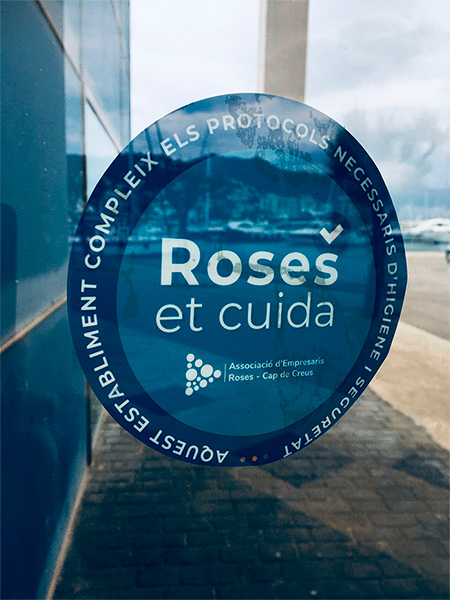 AQUEST ESTABLIMENT COMPLEIX ELS PROTOCOLS NECESSARIS D'HIGIENE I SEGURETAT
Roses
et cuida
Associació d'Empresaris
Roses - Cap de Creus